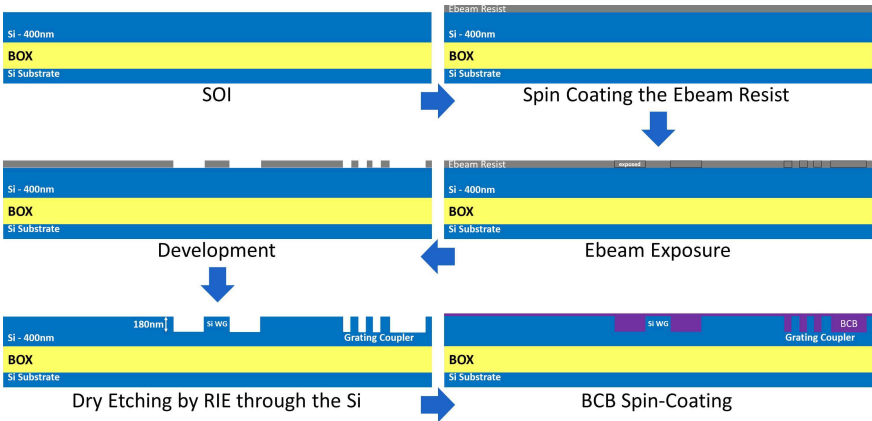 Si - 400nm
BOX
Si Substrate
SOI
Ebeam Resist
Si - 400nm
BOX
Si Substrate
Spin Coating the Ebeam Resist
Ebeam Resist
exposed
Si - 400nm
BOX
Si Substrate
Ebeam Exposure
Si - 400nm
BOX
Si Substrate
Development
180nm
Si WG
Si - 400nm
Grating Coupler
BOX
Si Substrate
Dry Etching by RIE through the Si
Si WG
BCB
Grating Coupler
BOX
Si Substrate
BCB Spin-Coating